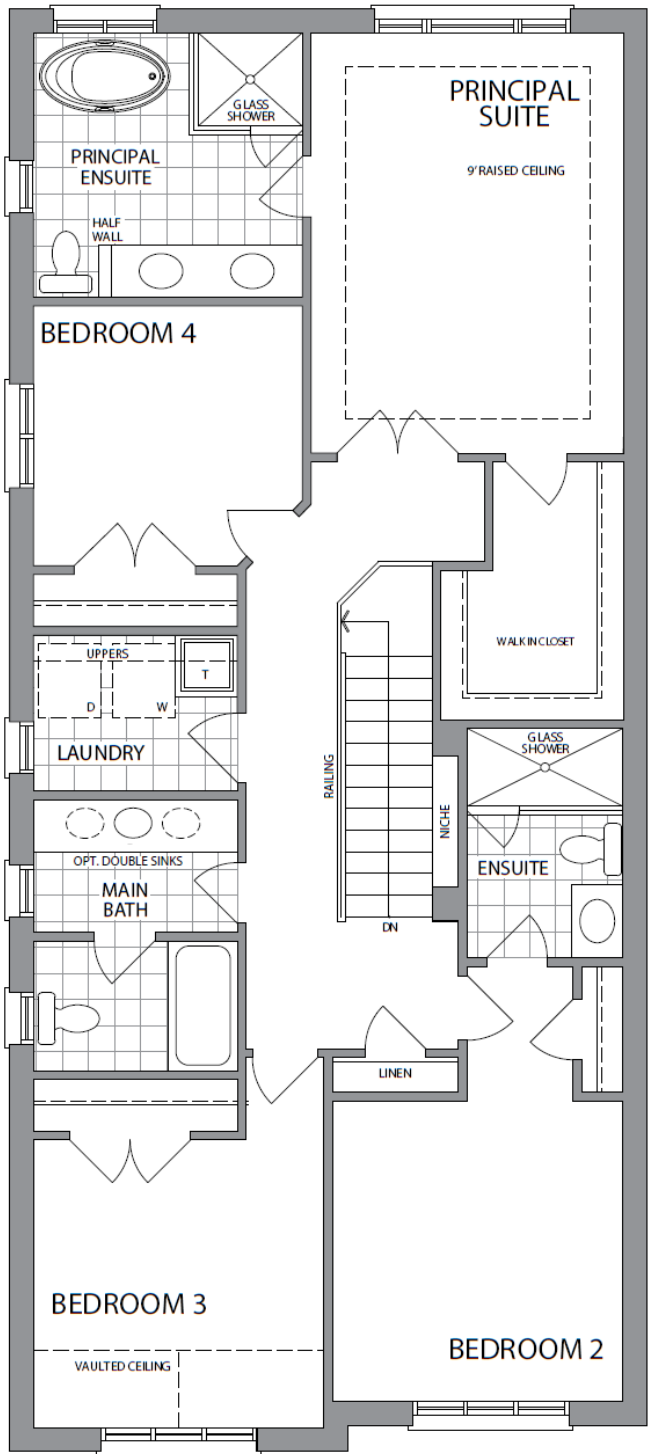 GLASS
SHOWER
PRINCIPAL
SUITE
9' RAISED CEILING
PRINCIPAL
ENSUITE
HALF
WALL
BEDROOM 4
WALK IN CLOSET
UPPERS
T
D
W
LAUNDRY
GLASS
SHOWER
RAILING
NICHE
OPT. DOUBLE SINKS
MAIN
BATH
ENSUITE
DN
LINEN
BEDROOM 3
VAULTED CEILING
BEDROOM 2